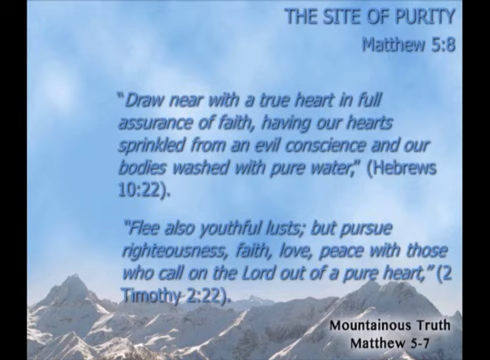 THE SITE OF PURITY
Matthew 5:8
"Draw near with a true heart in full
assurance of faith, having our hearts
sprinkled from an evil conscience and our
bodies washed with pure water," (Hebrews
10:22).
"Flee also youthful lusts; but pursue
righteousness, faith, love, peace with those
who call on the Lord out of a pure heart," (2
Timothy 2:22).
Mountainous Truth
Matthew 5-7